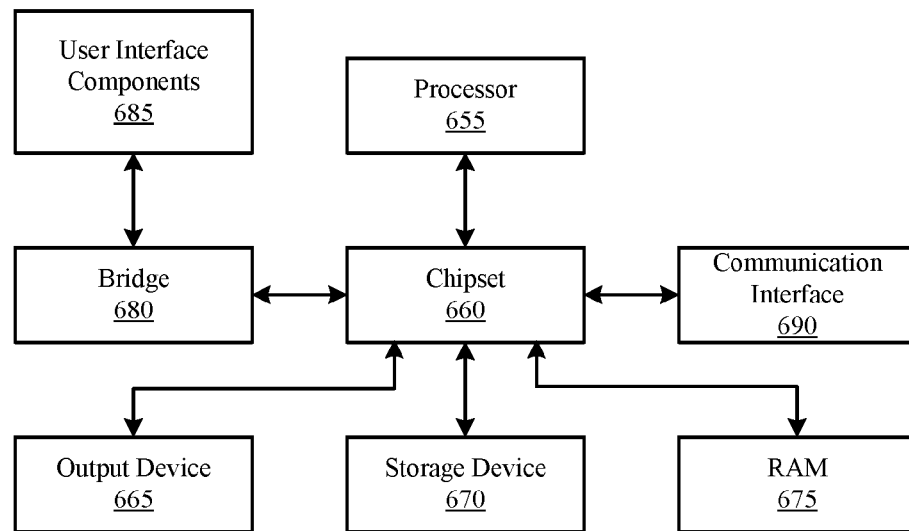 User Interface
Components
685
Processor
655
Bridge
680
Chipset
660
Communication
Interface
690
Output Device
665
Storage Device
670
RAM
675